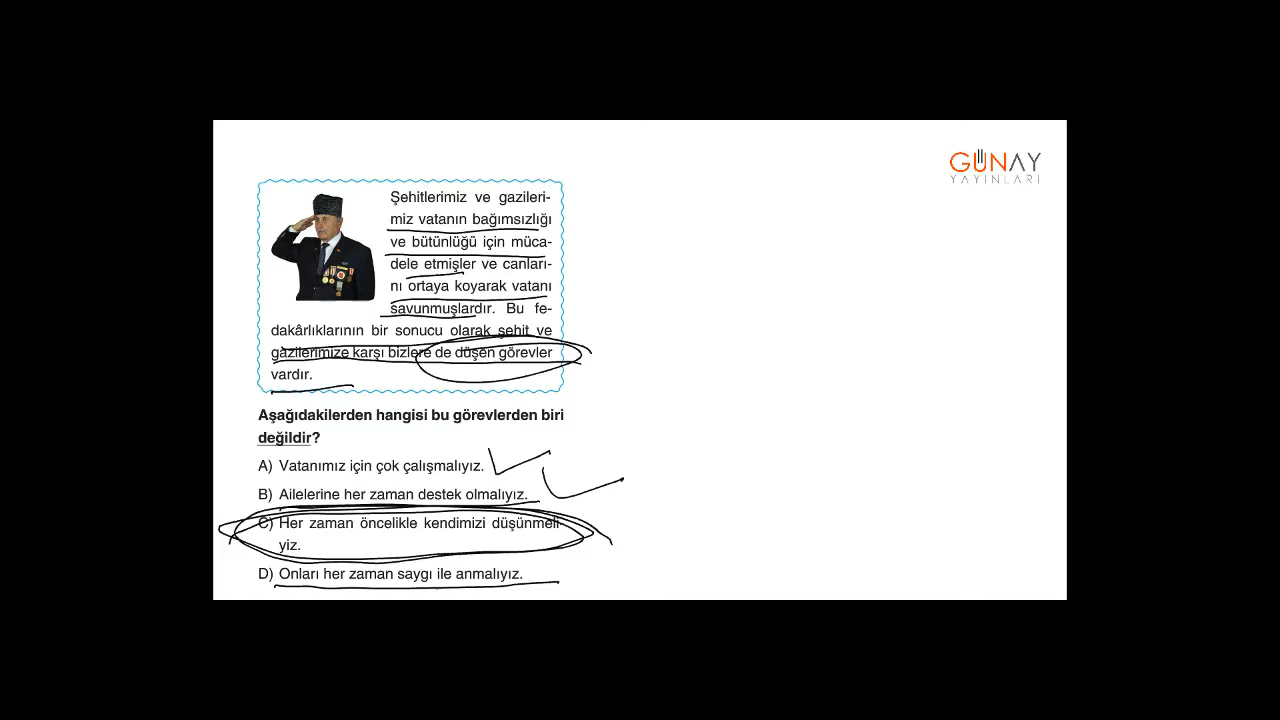 GÜNAY
YAYINLARI
Şehitlerimiz ve gazileri-
miz vatanın bağımsızlığı
ve bütünlüğü için müca-
dele etmişler ve canları-
nı ortaya koyarak vatanı
savunmuşlardır. Bu fe-
dakârlıklarının bir sonucu olarak şehit ve
gazilerimize karşı bizlere de düşen görevler
vardır.
Aşağıdakilerden hangisi bu görevlerden biri
değildir?
A) Vatanımız için çok çalışmalıyız.
B) Ailelerine her zaman destek olmalıyız.
C) Her zaman öncelikle kendimizi düşünmeli-
yiz.
D) Onları her zaman saygı ile anmalıyız.